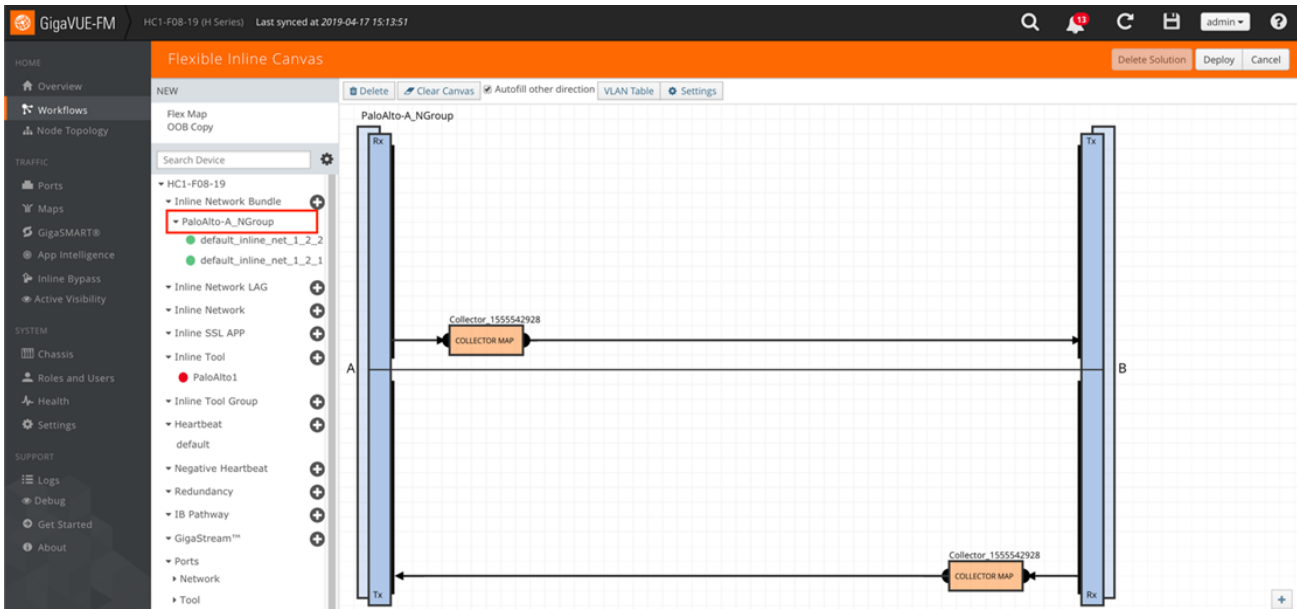 GigaVUE-FM
HC1-F08-19 (H Series) Last synced at 2019-04-17 15:13:51
13
admin
HOME
Overview
Workflows
Node Topology
TRAFFIC
Ports
Maps
GigaSMART®
App Intelligence
Inline Bypass
Active Visibility
SYSTEM
Chassis
Roles and Users
Health
Settings
SUPPORT
Logs
Debug
Get Started
About
Flexible Inline Canvas
Delete Solution Deploy Cancel
NEW
Flex Map
OOB Copy
Search Device
HC1-F08-19
Inline Network Bundle
PaloAlto-A_NGroup
default_inline_net_1_2_2
default_inline_net_1_2_1
Inline Network LAG
Inline Network
Inline SSL APP
Inline Tool
PaloAlto1
Inline Tool Group
Heartbeat
default
Negative Heartbeat
Redundancy
IB Pathway
GigaStream™
Ports
Network
Tool
Delete Clear Canvas Autofill other direction VLAN Table Settings
PaloAlto-A_NGroup
Rx
Tx
Collector_1555542928
COLLECTOR MAP
A
B
Collector_1555542928
COLLECTOR MAP
Tx
Rx